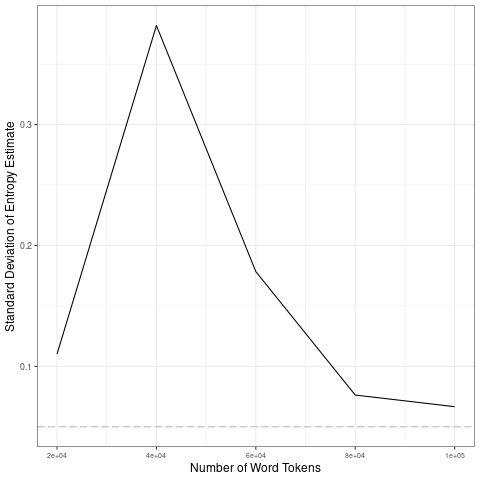 Standard Deviation of Entropy Estimate
0.3
0.2
0.1
2e+04 4e+04 6e+04 8e+04 1e+05
Number of Word Tokens